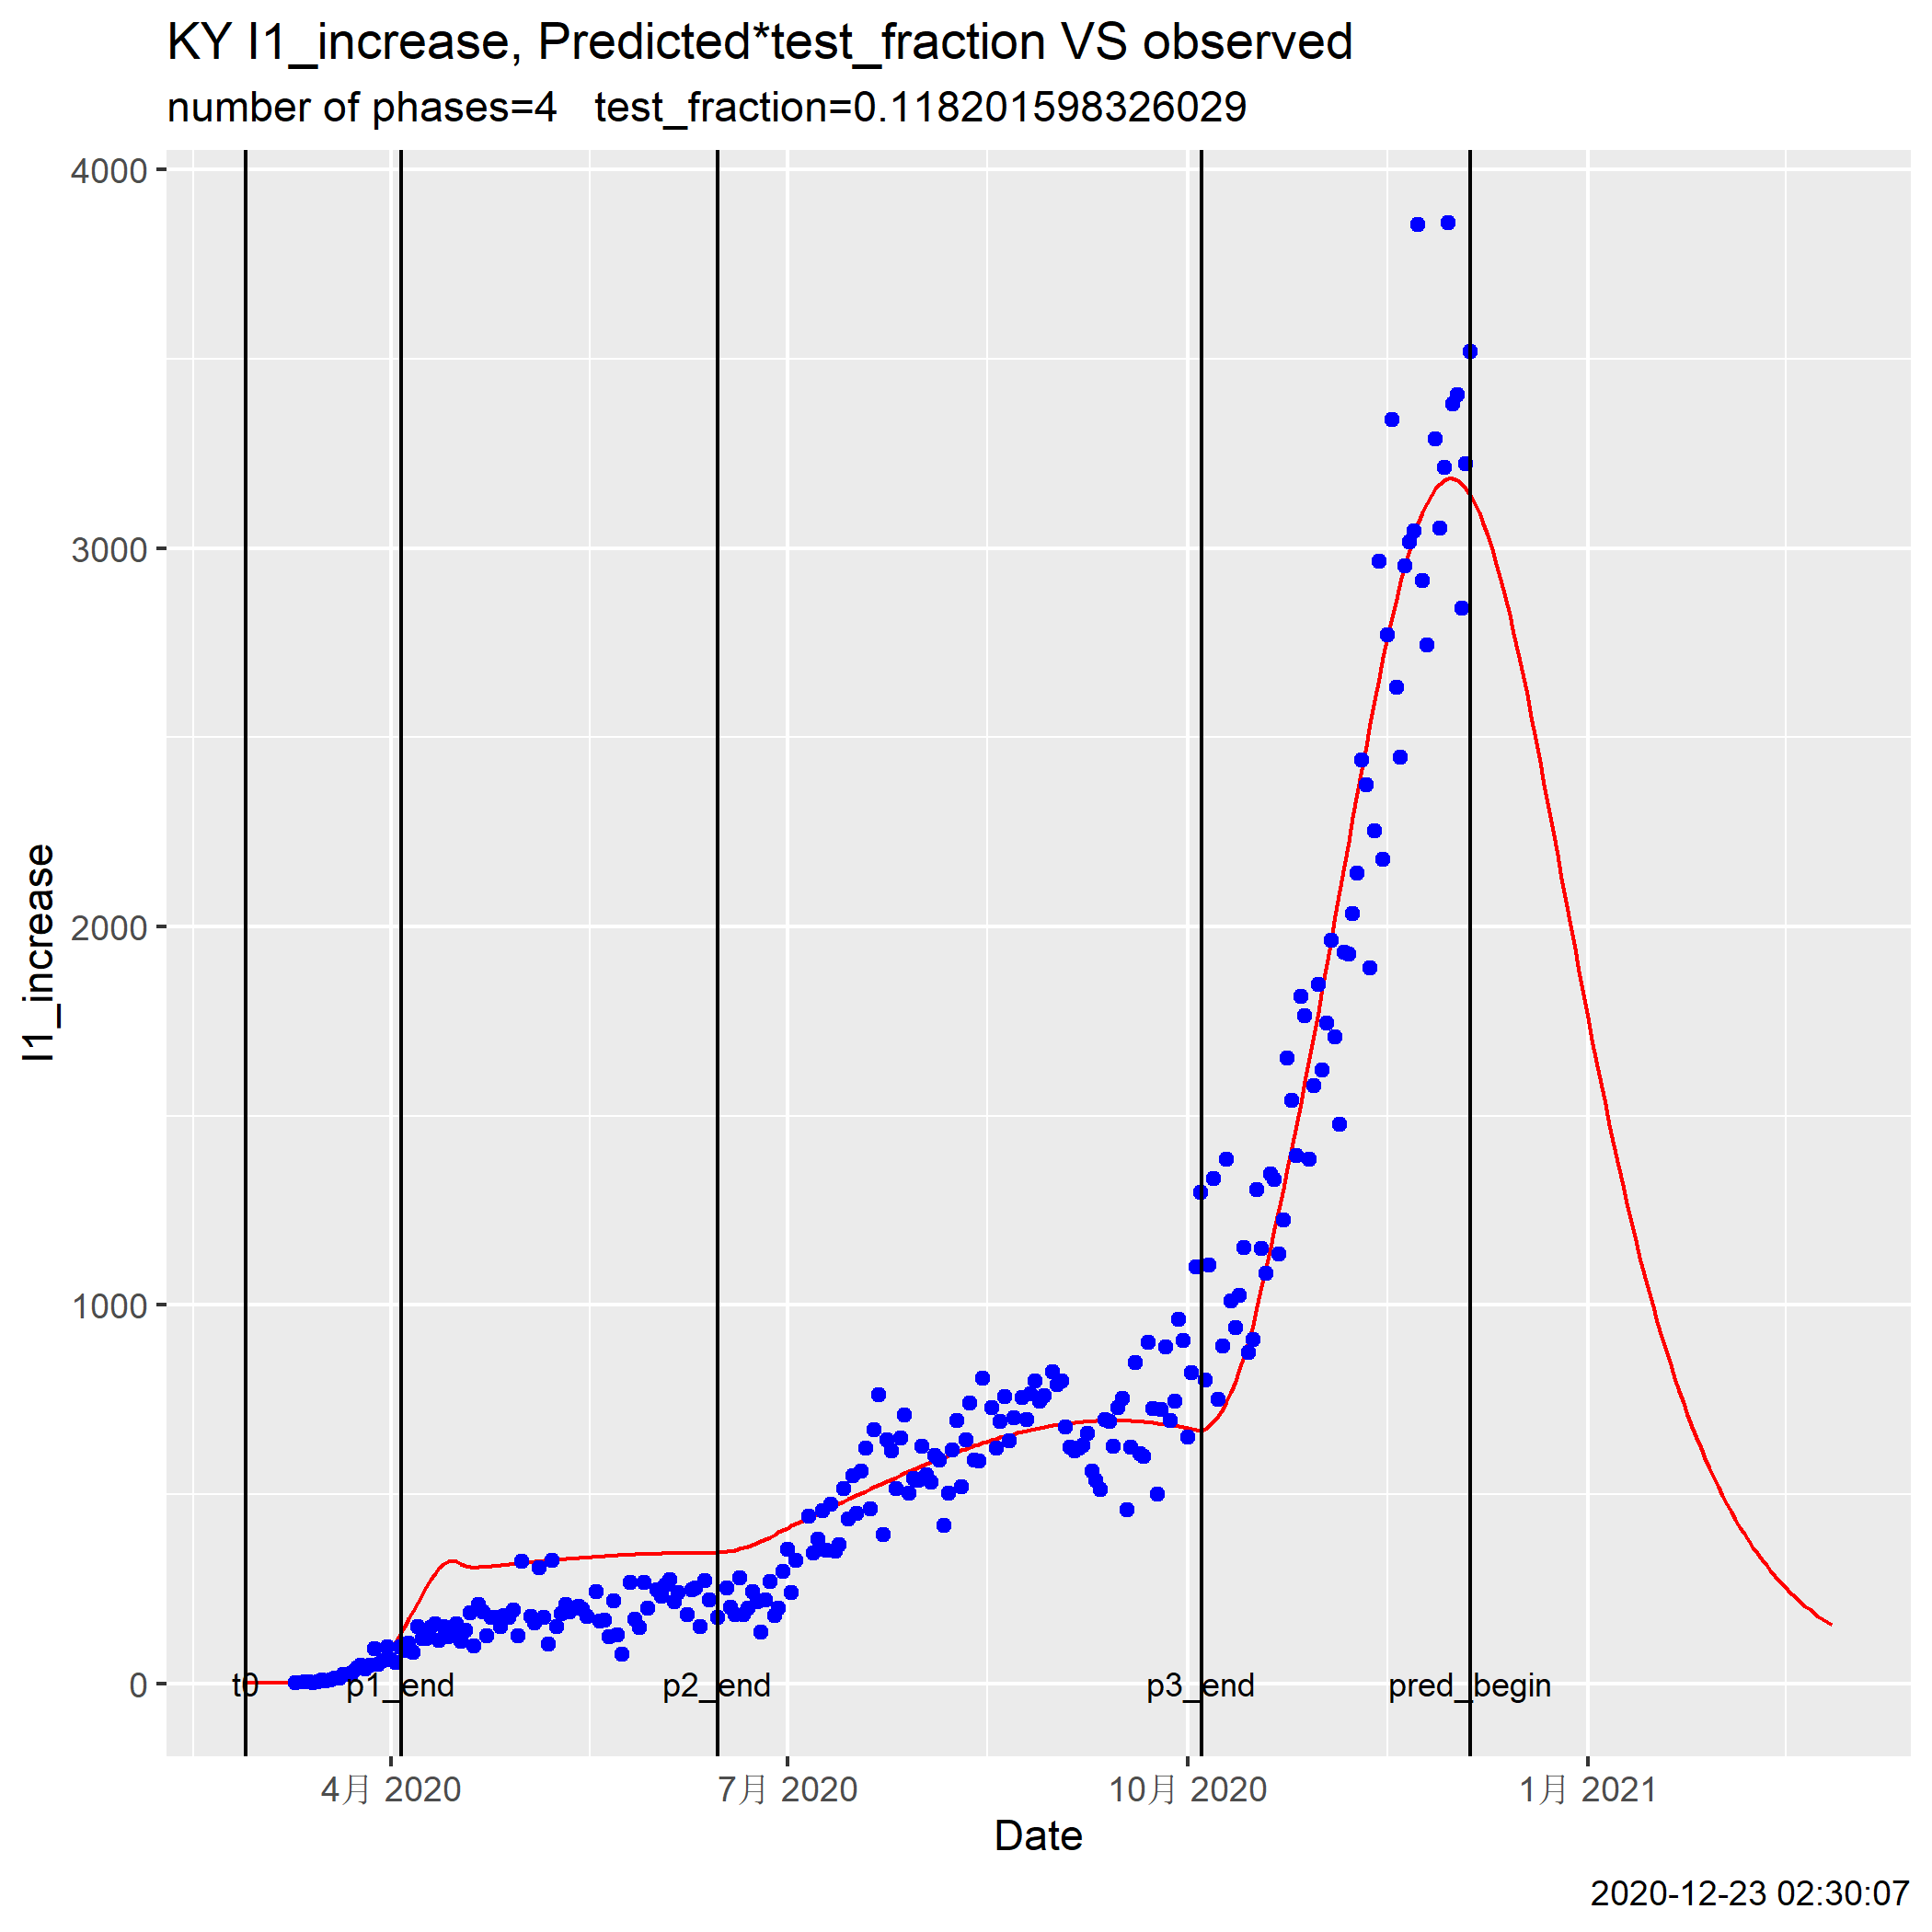 KY I1_increase, Predicted*test_fraction VS observed
number of phases=4   test_fraction=0.118201598326029
4000
3000
2000
1000
0
I1_increase
t0
p1_end
p2_end
p3_end
pred_begin
4月 2020
7月 2020
10月 2020
1月 2021
Date
2020-12-23 02:30:07